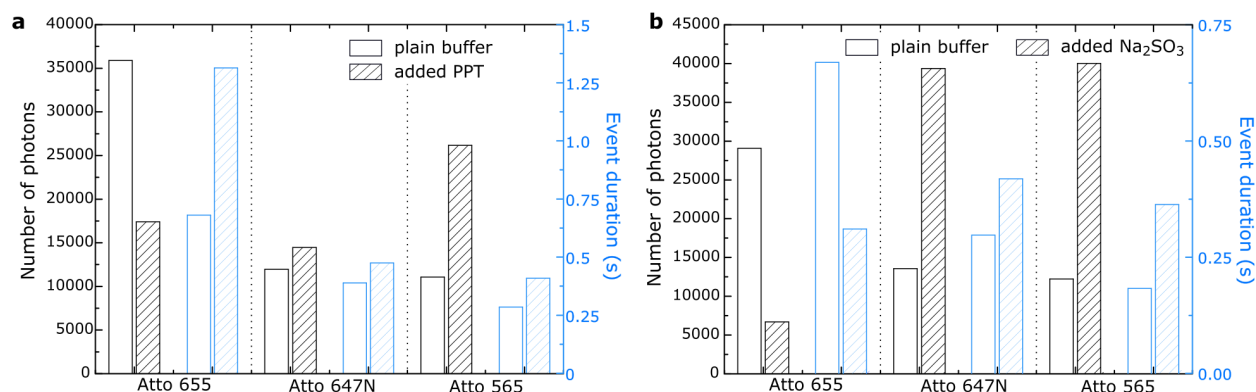 a
40000
35000
30000
25000
20000
15000
10000
5000
0
Number of photons
plain buffer
added PPT
1.5
1.25
1.0
0.75
0.5
0.25
0
Event duration (s)
Atto 655 Atto 647N Atto 565
b
45000
40000
35000
30000
25000
20000
15000
10000
5000
0
Number of photons
plain buffer added Na₂SO₃
0.75
0.50
0.25
0.00
Event duration (s)
Atto 655 Atto 647N Atto 565